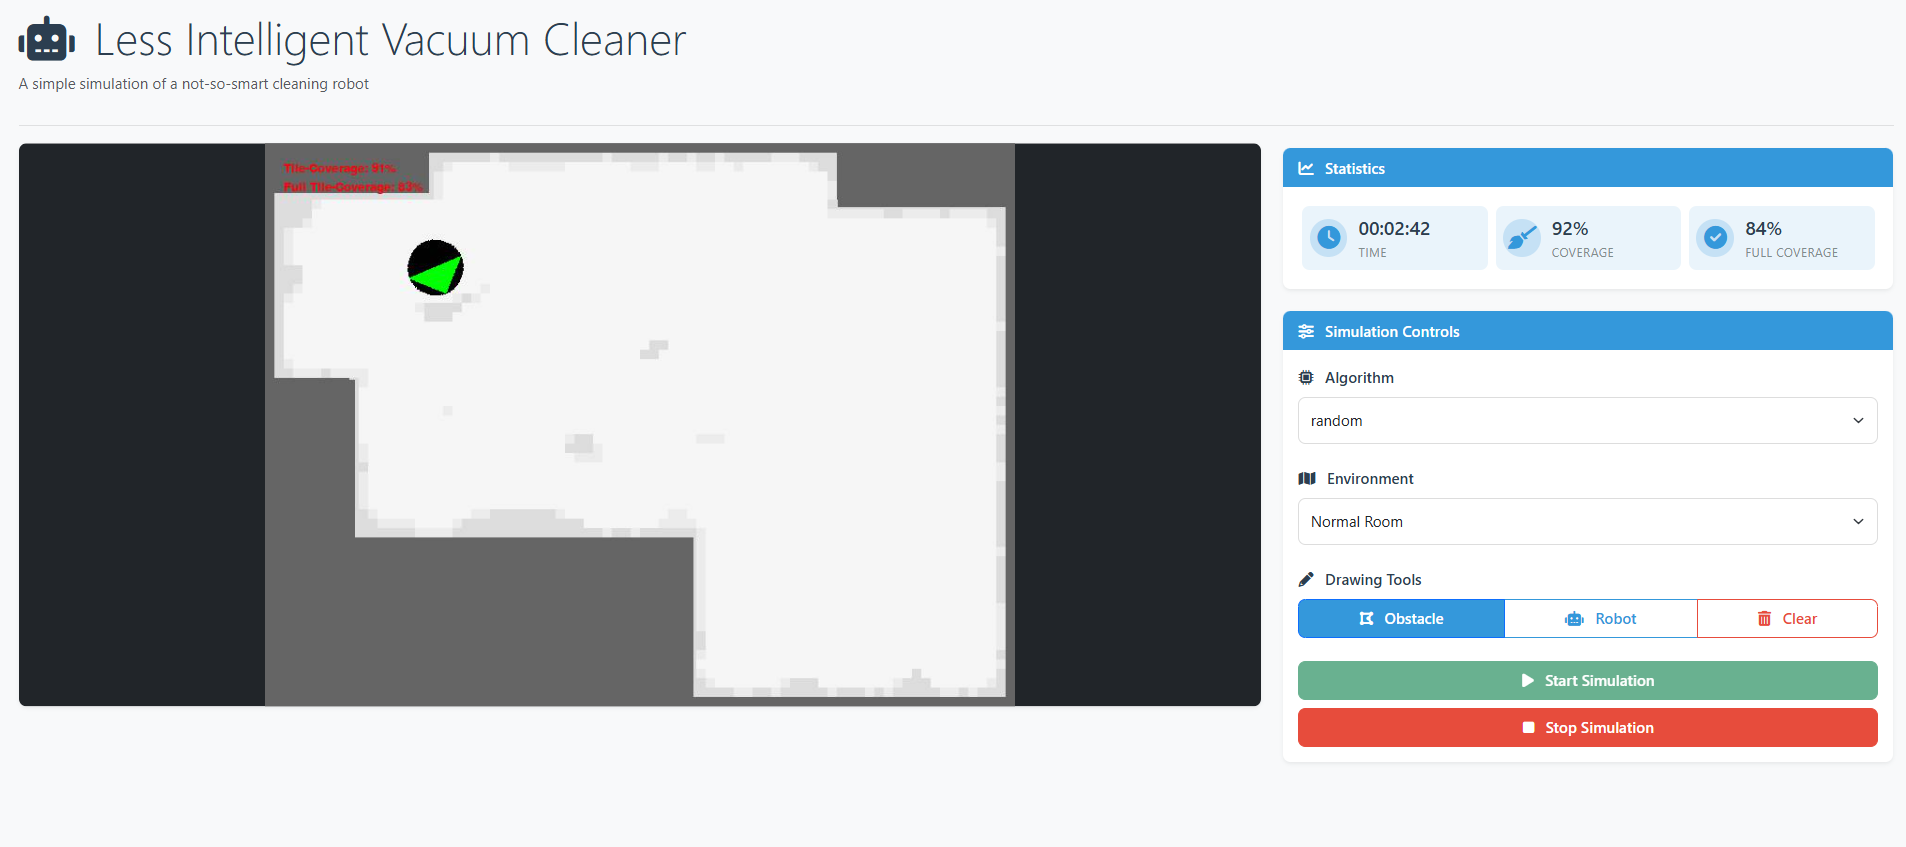 Less Intelligent Vacuum Cleaner
A simple simulation of a not-so-smart cleaning robot
Tile-Coverage: 91%
Full Tile-Coverage: 83%
Statistics
00:02:42
TIME
92%
COVERAGE
84%
FULL COVERAGE
Simulation Controls
Algorithm
random
Environment
Normal Room
Drawing Tools
Obstacle
Robot
Clear
Start Simulation
Stop Simulation